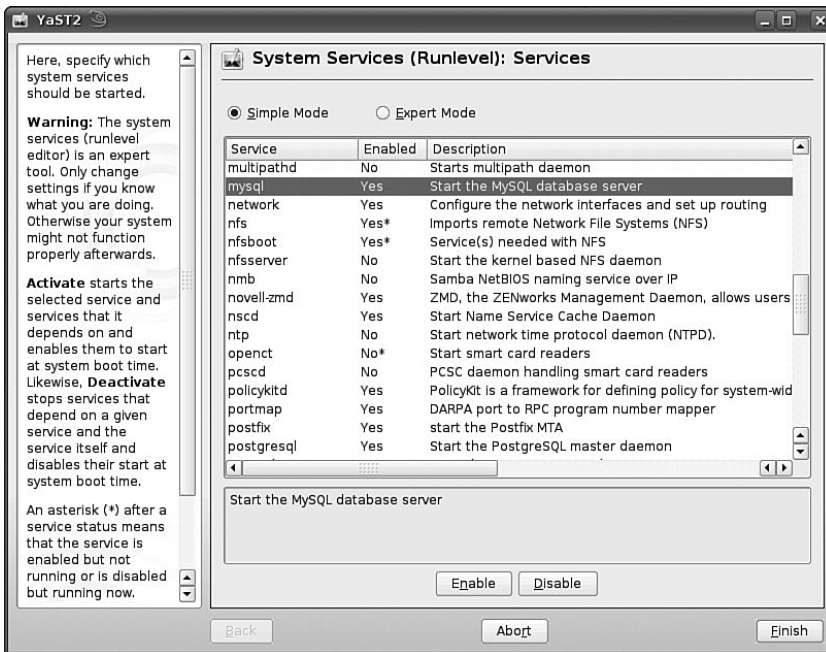 YaST2
Here, specify which
system services
should be started.
Warning: The system
services (runlevel
editor) is an expert
tool. Only change
settings if you know
what you are doing.
Otherwise your system
might not function
properly afterwards.
Activate starts the
selected service and
services that it
depends on and
enables them to start
at system boot time.
Likewise, Deactivate
stops services that
depend on a given
service and the
service itself and
disables their start at
system boot time.
An asterisk (*) after a
service status means
that the service is
enabled but not
running or is disabled
but running now.
System Services (Runlevel): Services
Simple Mode Expert Mode
Service Enabled Description
multipathd No Starts multipath daemon
mysql Yes Start the MySQL database server
network Yes Configure the network interfaces and set up routing
nfs Yes* Imports remote Network File Systems (NFS)
nfsboot Yes* Service(s) needed with NFS
nfsserver No Start the kernel based NFS daemon
nmb No Samba NetBIOS naming service over IP
novell-zmd Yes ZMD, the ZENworks Management Daemon, allows users
nscd Yes Start Name Service Cache Daemon
ntp No Start network time protocol daemon (NTPD).
openct No* Start smart card readers
pcscd No PCSC daemon handling smart card readers
policykitd Yes PolicyKit is a framework for defining policy for system-wid
portmap Yes DARPA port to RPC program number mapper
postfix Yes start the Postfix MTA
postgresql Yes Start the PostgreSQL master daemon
Start the MySQL database server
Enable Disable
Back Abort Finish